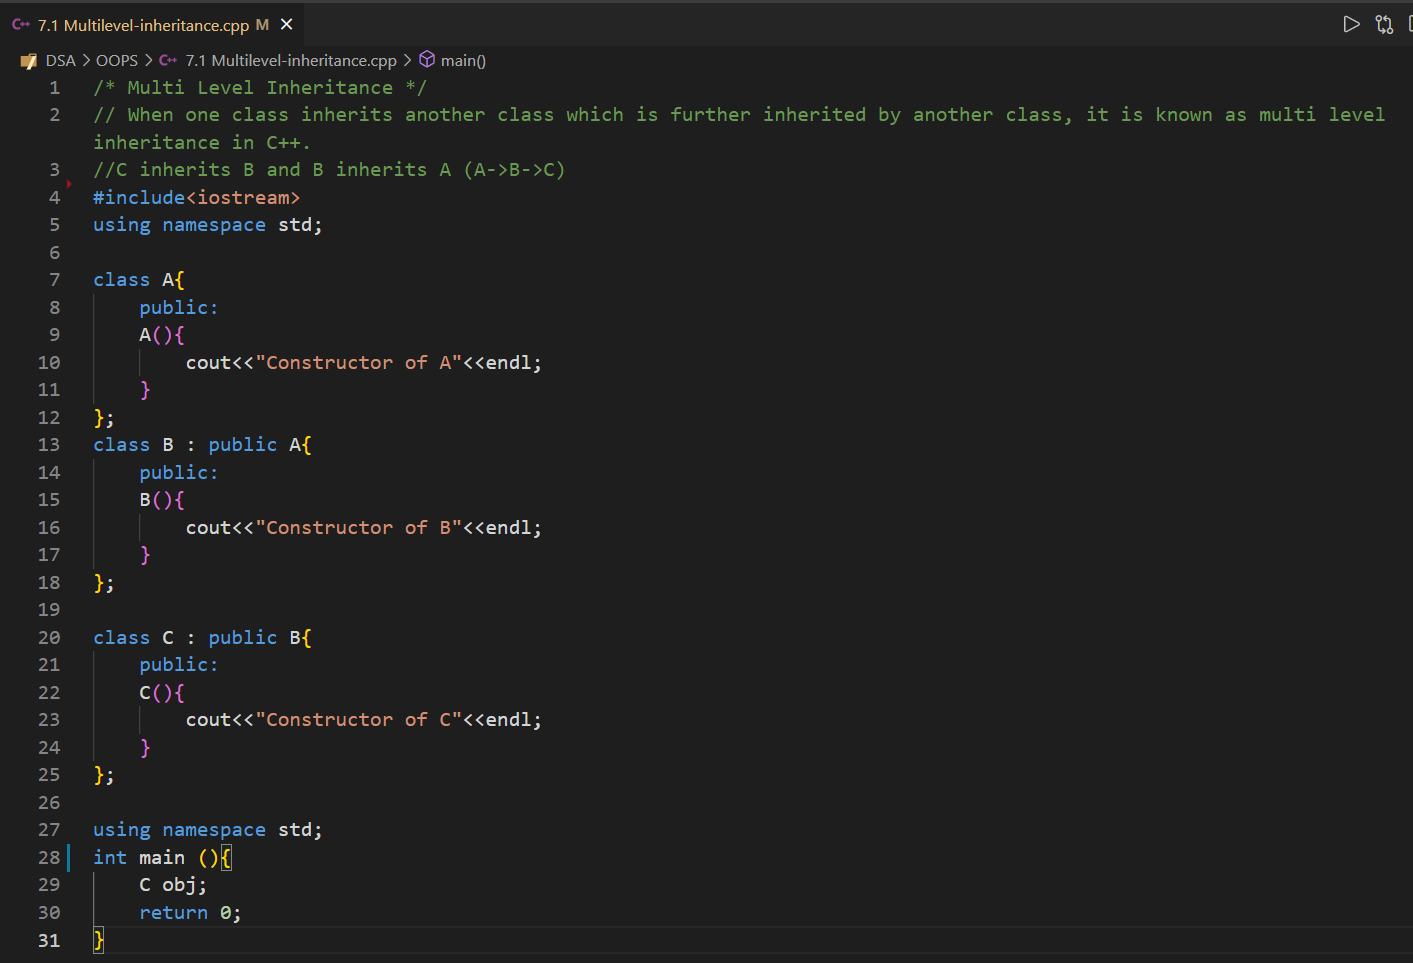 C++ 7.1 Multilevel-inheritance.cpp M ×
DSA > OOPS > C++ 7.1 Multilevel-inheritance.cpp > main()
1 /* Multi Level Inheritance */
2 // When one class inherits another class which is further inherited by another class, it is known as multi level
inheritance in C++.
3 //C inherits B and B inherits A (A->B->C)
4 #include<iostream>
5 using namespace std;
6
7 class A{
8     public:
9     A(){
10         cout<<"Constructor of A"<<endl;
11     }
12 };
13 class B : public A{
14     public:
15     B(){
16         cout<<"Constructor of B"<<endl;
17     }
18 };
19
20 class C : public B{
21     public:
22     C(){
23         cout<<"Constructor of C"<<endl;
24     }
25 };
26
27 using namespace std;
28 int main (){
29     C obj;
30     return 0;
31 }